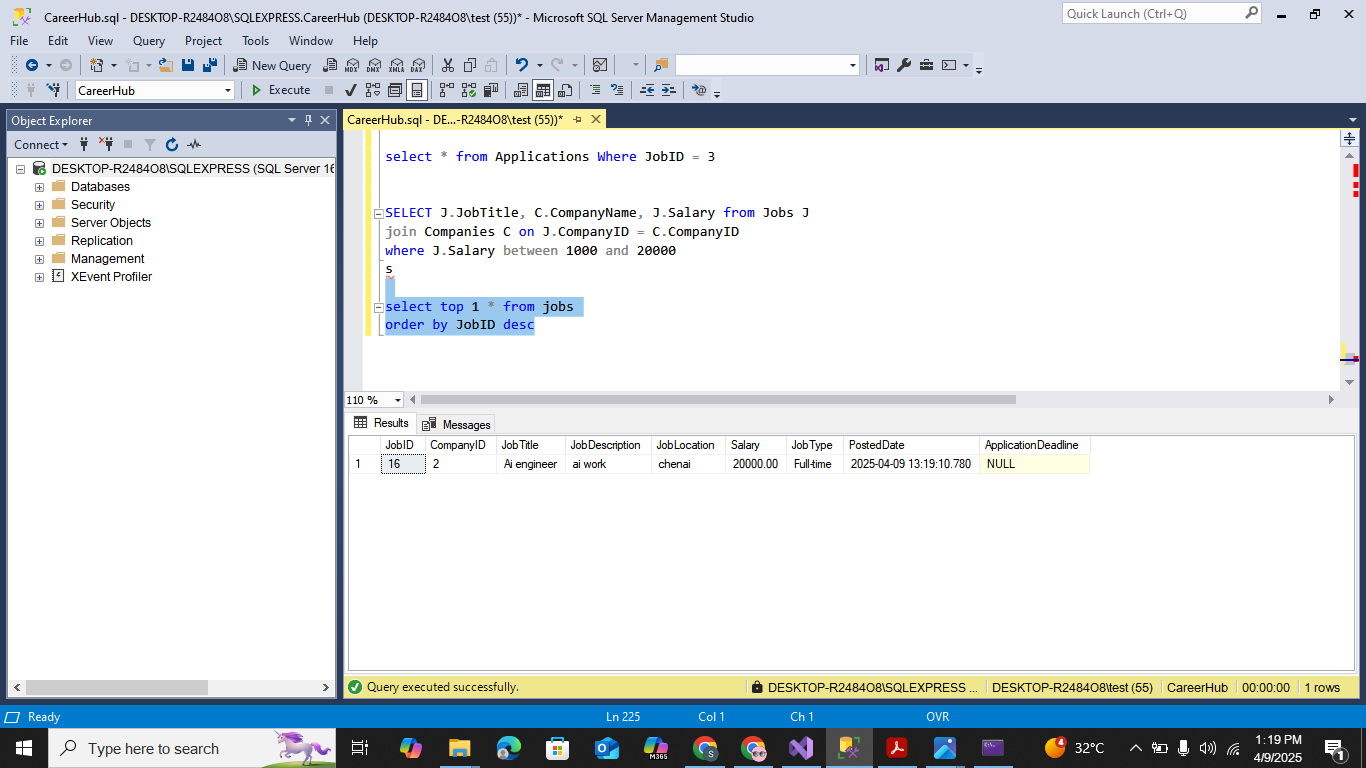 CareerHub.sql - DESKTOP-R2484O8\SQLEXPRESS.CareerHub (DESKTOP-R2484O8\test (55))* - Microsoft SQL Server Management Studio
Quick Launch (Ctrl+Q)
File Edit View Query Project Tools Window Help
New Query MDX DMX XMLA DAX
CareerHub Execute
Object Explorer
CareerHub.sql - DE...-R2484O8\test (55))*
Connect
DESKTOP-R2484O8\SQLEXPRESS (SQL Server 16
Databases
Security
Server Objects
Replication
Management
XEvent Profiler
select * from Applications Where JobID = 3
SELECT J.JobTitle, C.CompanyName, J.Salary from Jobs J
join Companies C on J.CompanyID = C.CompanyID
where J.Salary between 1000 and 20000
s
select top 1 * from jobs
order by JobID desc
110 %
Results Messages
JobID CompanyID JobTitle JobDescription JobLocation Salary JobType PostedDate ApplicationDeadline
1 16 2 Ai engineer ai work chenai 20000.00 Full-time 2025-04-09 13:19:10.780 NULL
Query executed successfully. DESKTOP-R2484O8\SQLEXPRESS ... DESKTOP-R2484O8\test (55) CareerHub 00:00:00 1 rows
Ready Ln 225 Col 1 Ch 1 OVR
Type here to search M365 S 4 32°C 1:19 PM 1
4/9/2025